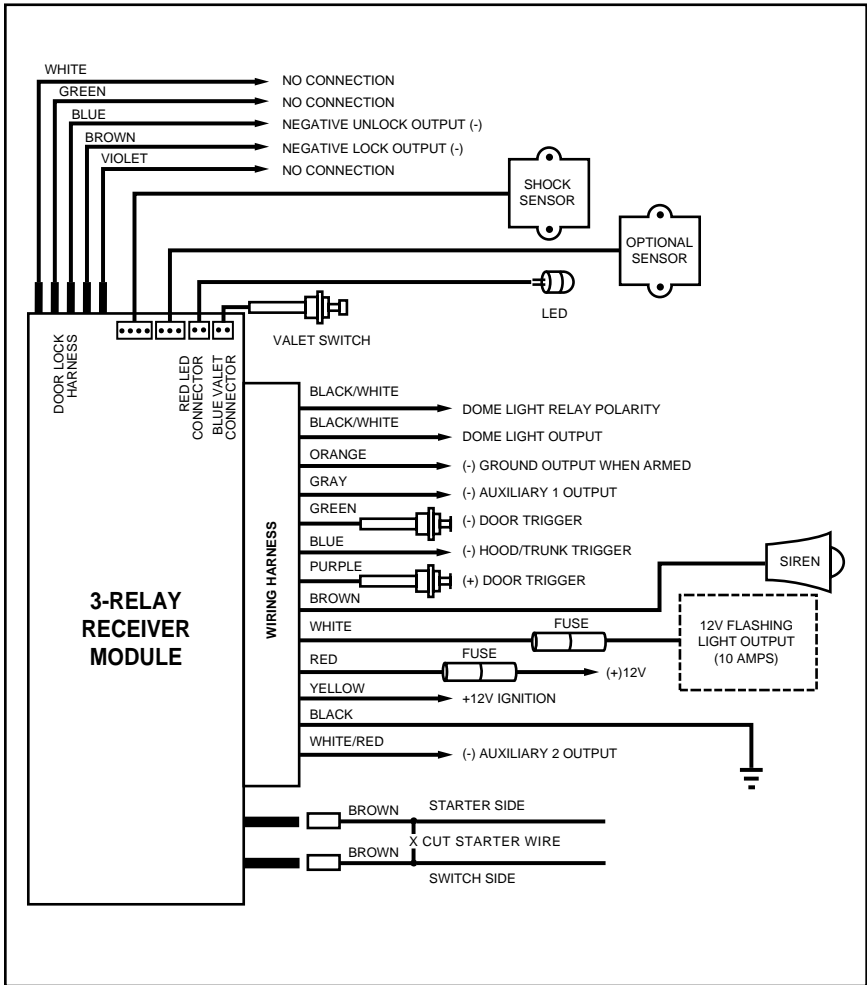 WHITE
NO CONNECTION
GREEN
NO CONNECTION
BLUE
NEGATIVE UNLOCK OUTPUT (-)
BROWN
NEGATIVE LOCK OUTPUT (-)
VIOLET
NO CONNECTION
SHOCK
SENSOR
OPTIONAL
SENSOR
LED
VALET SWITCH
DOOR LOCK
HARNESS
RED LED
CONNECTOR
BLUE VALET
CONNECTOR
3-RELAY
RECEIVER
MODULE
WIRING HARNESS
BLACK/WHITE
DOME LIGHT RELAY POLARITY
BLACK/WHITE
DOME LIGHT OUTPUT
ORANGE
(-) GROUND OUTPUT WHEN ARMED
GRAY
(-) AUXILIARY 1 OUTPUT
GREEN
(-) DOOR TRIGGER
BLUE
(-) HOOD/TRUNK TRIGGER
PURPLE
(+) DOOR TRIGGER
BROWN
SIREN
WHITE
FUSE
12V FLASHING
LIGHT OUTPUT
(10 AMPS)
RED
FUSE
(+)12V
YELLOW
+12V IGNITION
BLACK
WHITE/RED
(-) AUXILIARY 2 OUTPUT
BROWN
STARTER SIDE
X CUT STARTER WIRE
BROWN
SWITCH SIDE